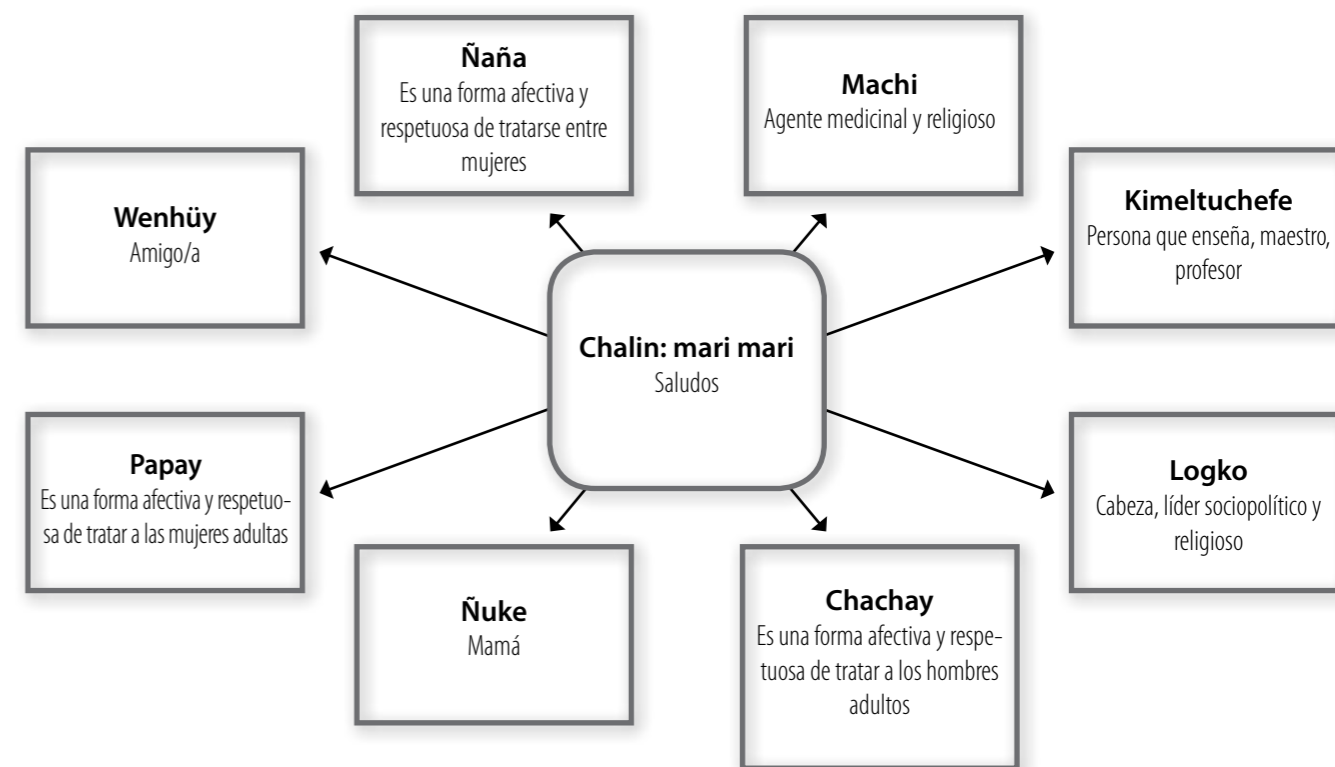 Ñaña
Es una forma afectiva y
respetuosa de tratarse entre
mujeres
Machi
Agente medicinal y religioso
Wenhüy
Amigo/a
Kimeltuchefe
Persona que enseña, maestro,
profesor
Chalin: mari mari
Saludos
Papay
Es una forma afectiva y respetuo-
sa de tratar a las mujeres adultas
Logko
Cabeza, líder sociopolítico y
religioso
Ñuke
Mamá
Chachay
Es una forma afectiva y respe-
tuosa de tratar a los hombres
adultos